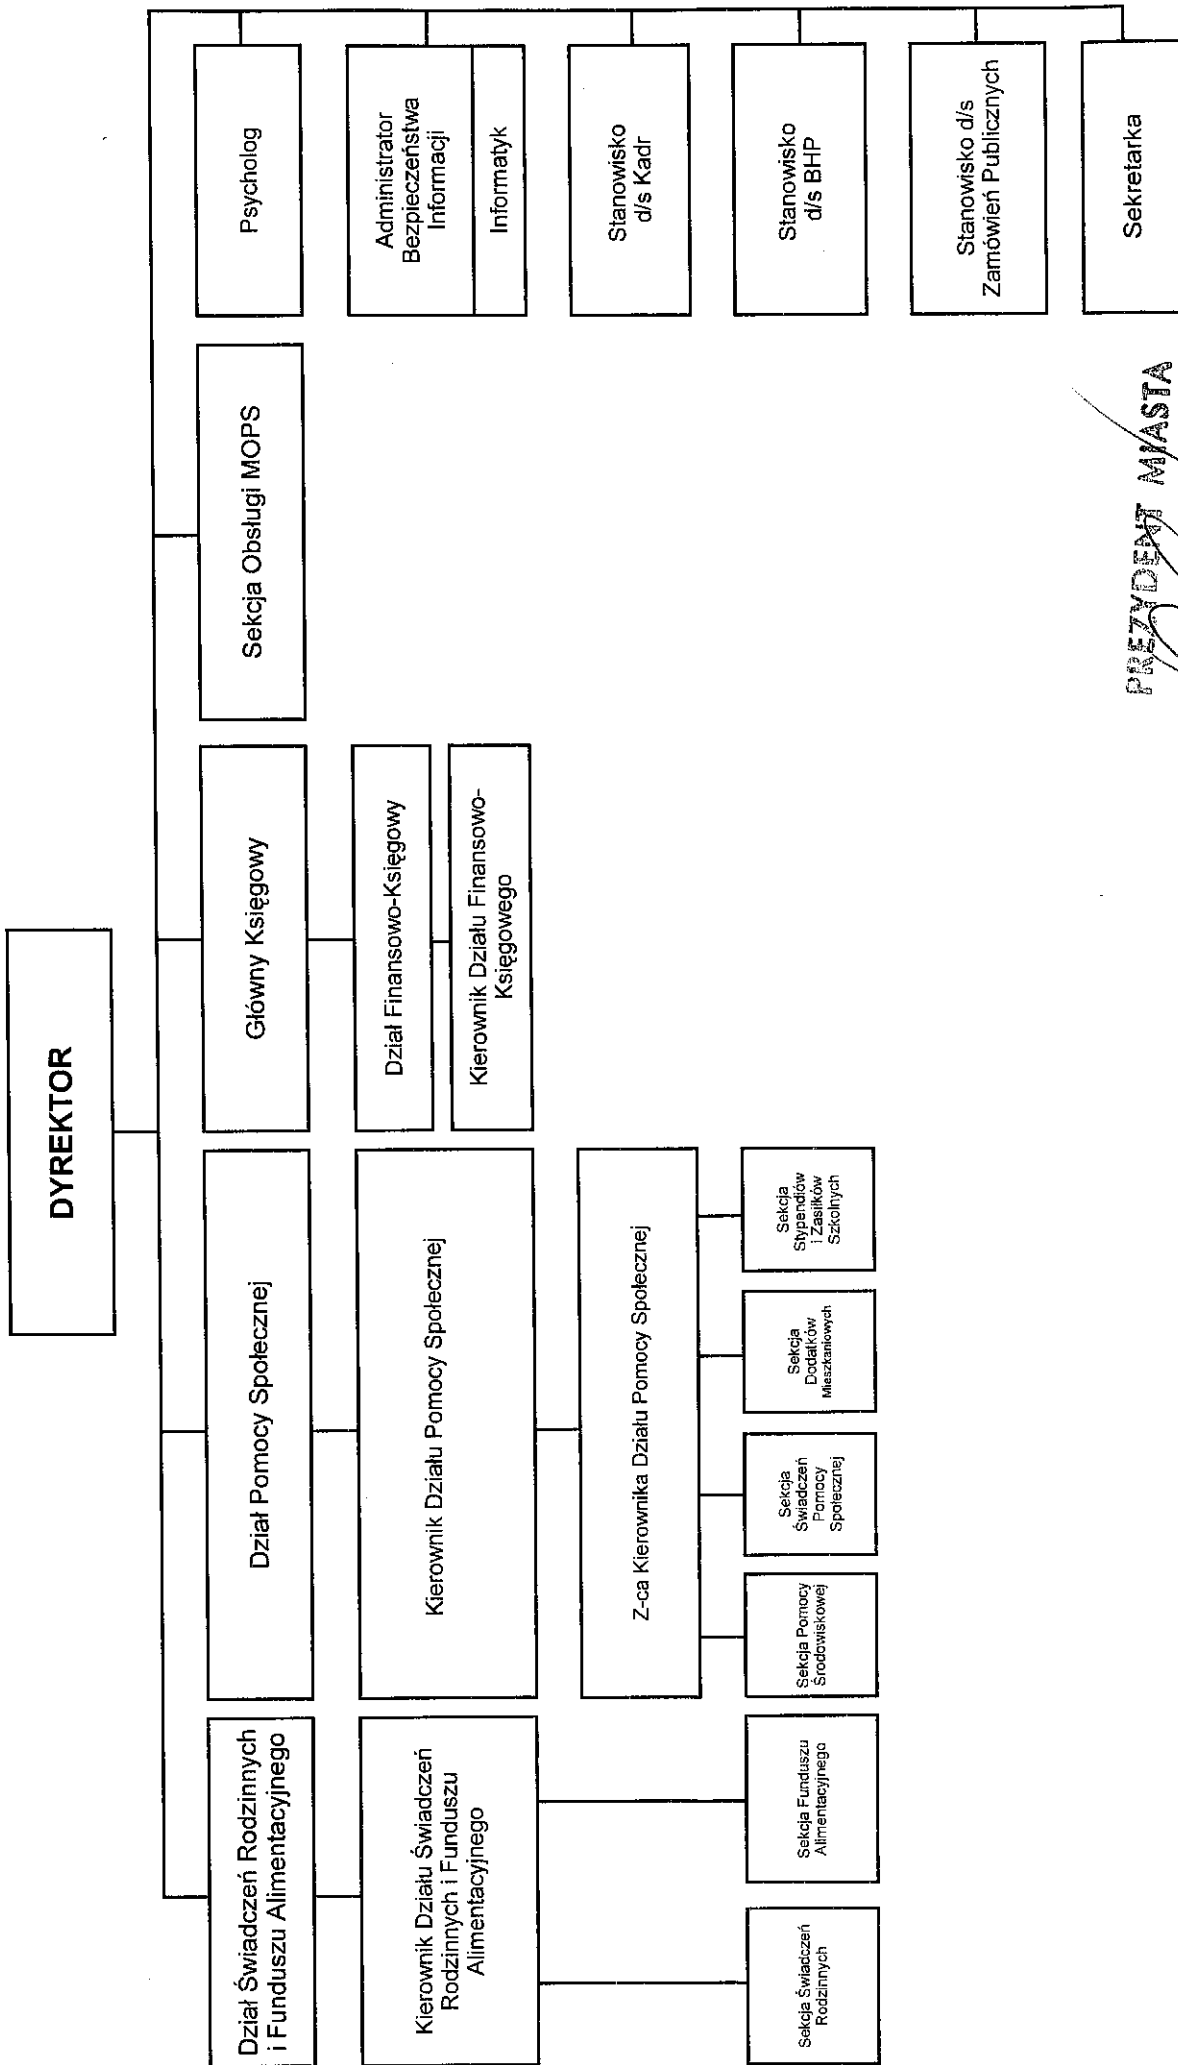 DYREKTOR
Dział Świadczeń Rodzinnych
i Funduszu Alimentacyjnego
Dział Pomocy Społecznej
Główny Księgowy
Sekcja Obsługi MOPS
Psycholog
Kierownik Działu Świadczeń
Rodzinnych i Funduszu
Alimentacyjnego
Kierownik Działu Pomocy Społecznej
Dział Finansowo-Księgowy
Kierownik Działu Finansowo-
Księgowego
Administrator
Bezpieczeństwa
Informacji
Informatyk
Z-ca Kierownika Działu Pomocy Społecznej
Stanowisko
d/s Kadr
Sekcja Świadczeń
Rodzinnych
Sekcja Funduszu
Alimentacyjnego
Sekcja Pomocy
Środowiskowej
Sekcja
Świadczeń
Pomocy
Społecznej
Sekcja
Dodatków
Mieszkaniowych
Sekcja
Stypendiów
i Zasiłków
Szkolnych
Stanowisko
d/s BHP
Stanowisko d/s
Zamówień Publicznych
Sekretarka
PREZYDENT MIASTA